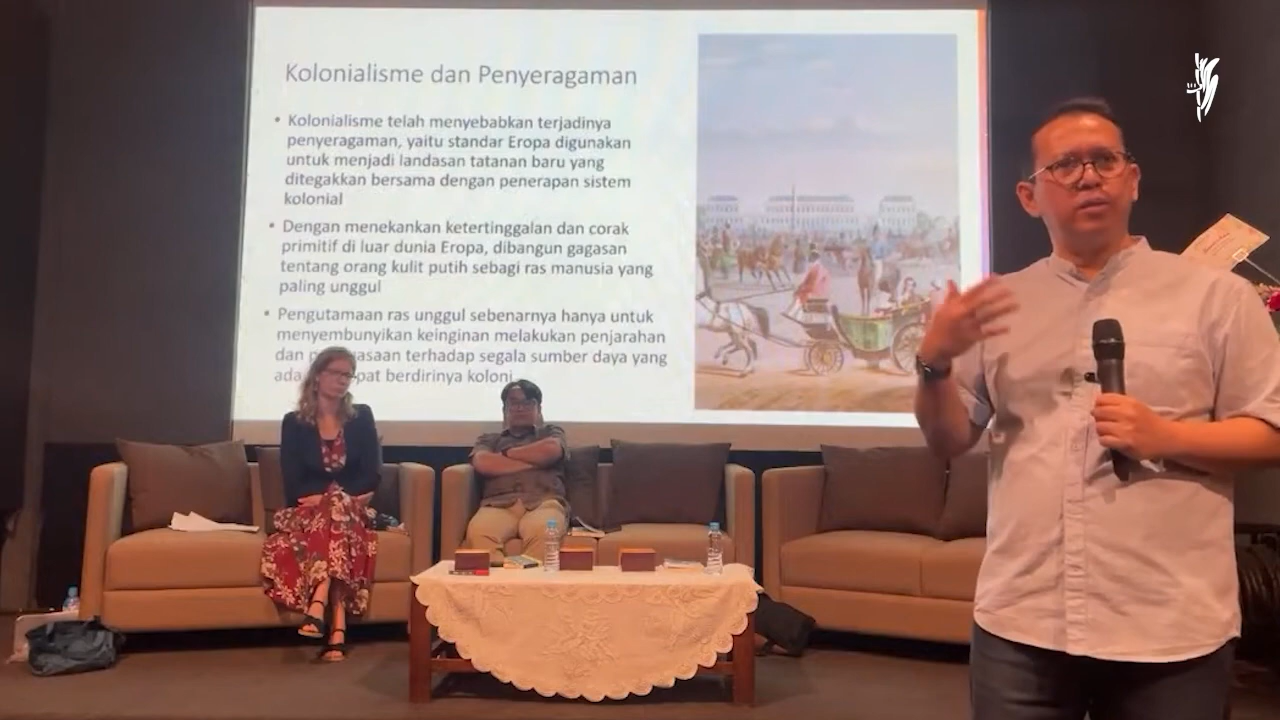 Kolonialisme dan Penyeragaman
• Kolonialisme telah menyebabkan terjadinya
penyeragaman, yaitu standar Eropa digunakan
untuk menjadi landasan tatanan baru yang
ditegakkan bersama dengan penerapan sistem
kolonial
• Dengan menekankan ketertinggalan dan corak
primitif di luar dunia Eropa, dibangun gagasan
tentang orang kulit putih sebagi ras manusia yang
paling unggul
• Pengutamaan ras unggul sebenarnya hanya untuk
menyembunyikan keinginan melakukan penjarahan
dan terhadap segala sumber daya yang
berdirinya koloni